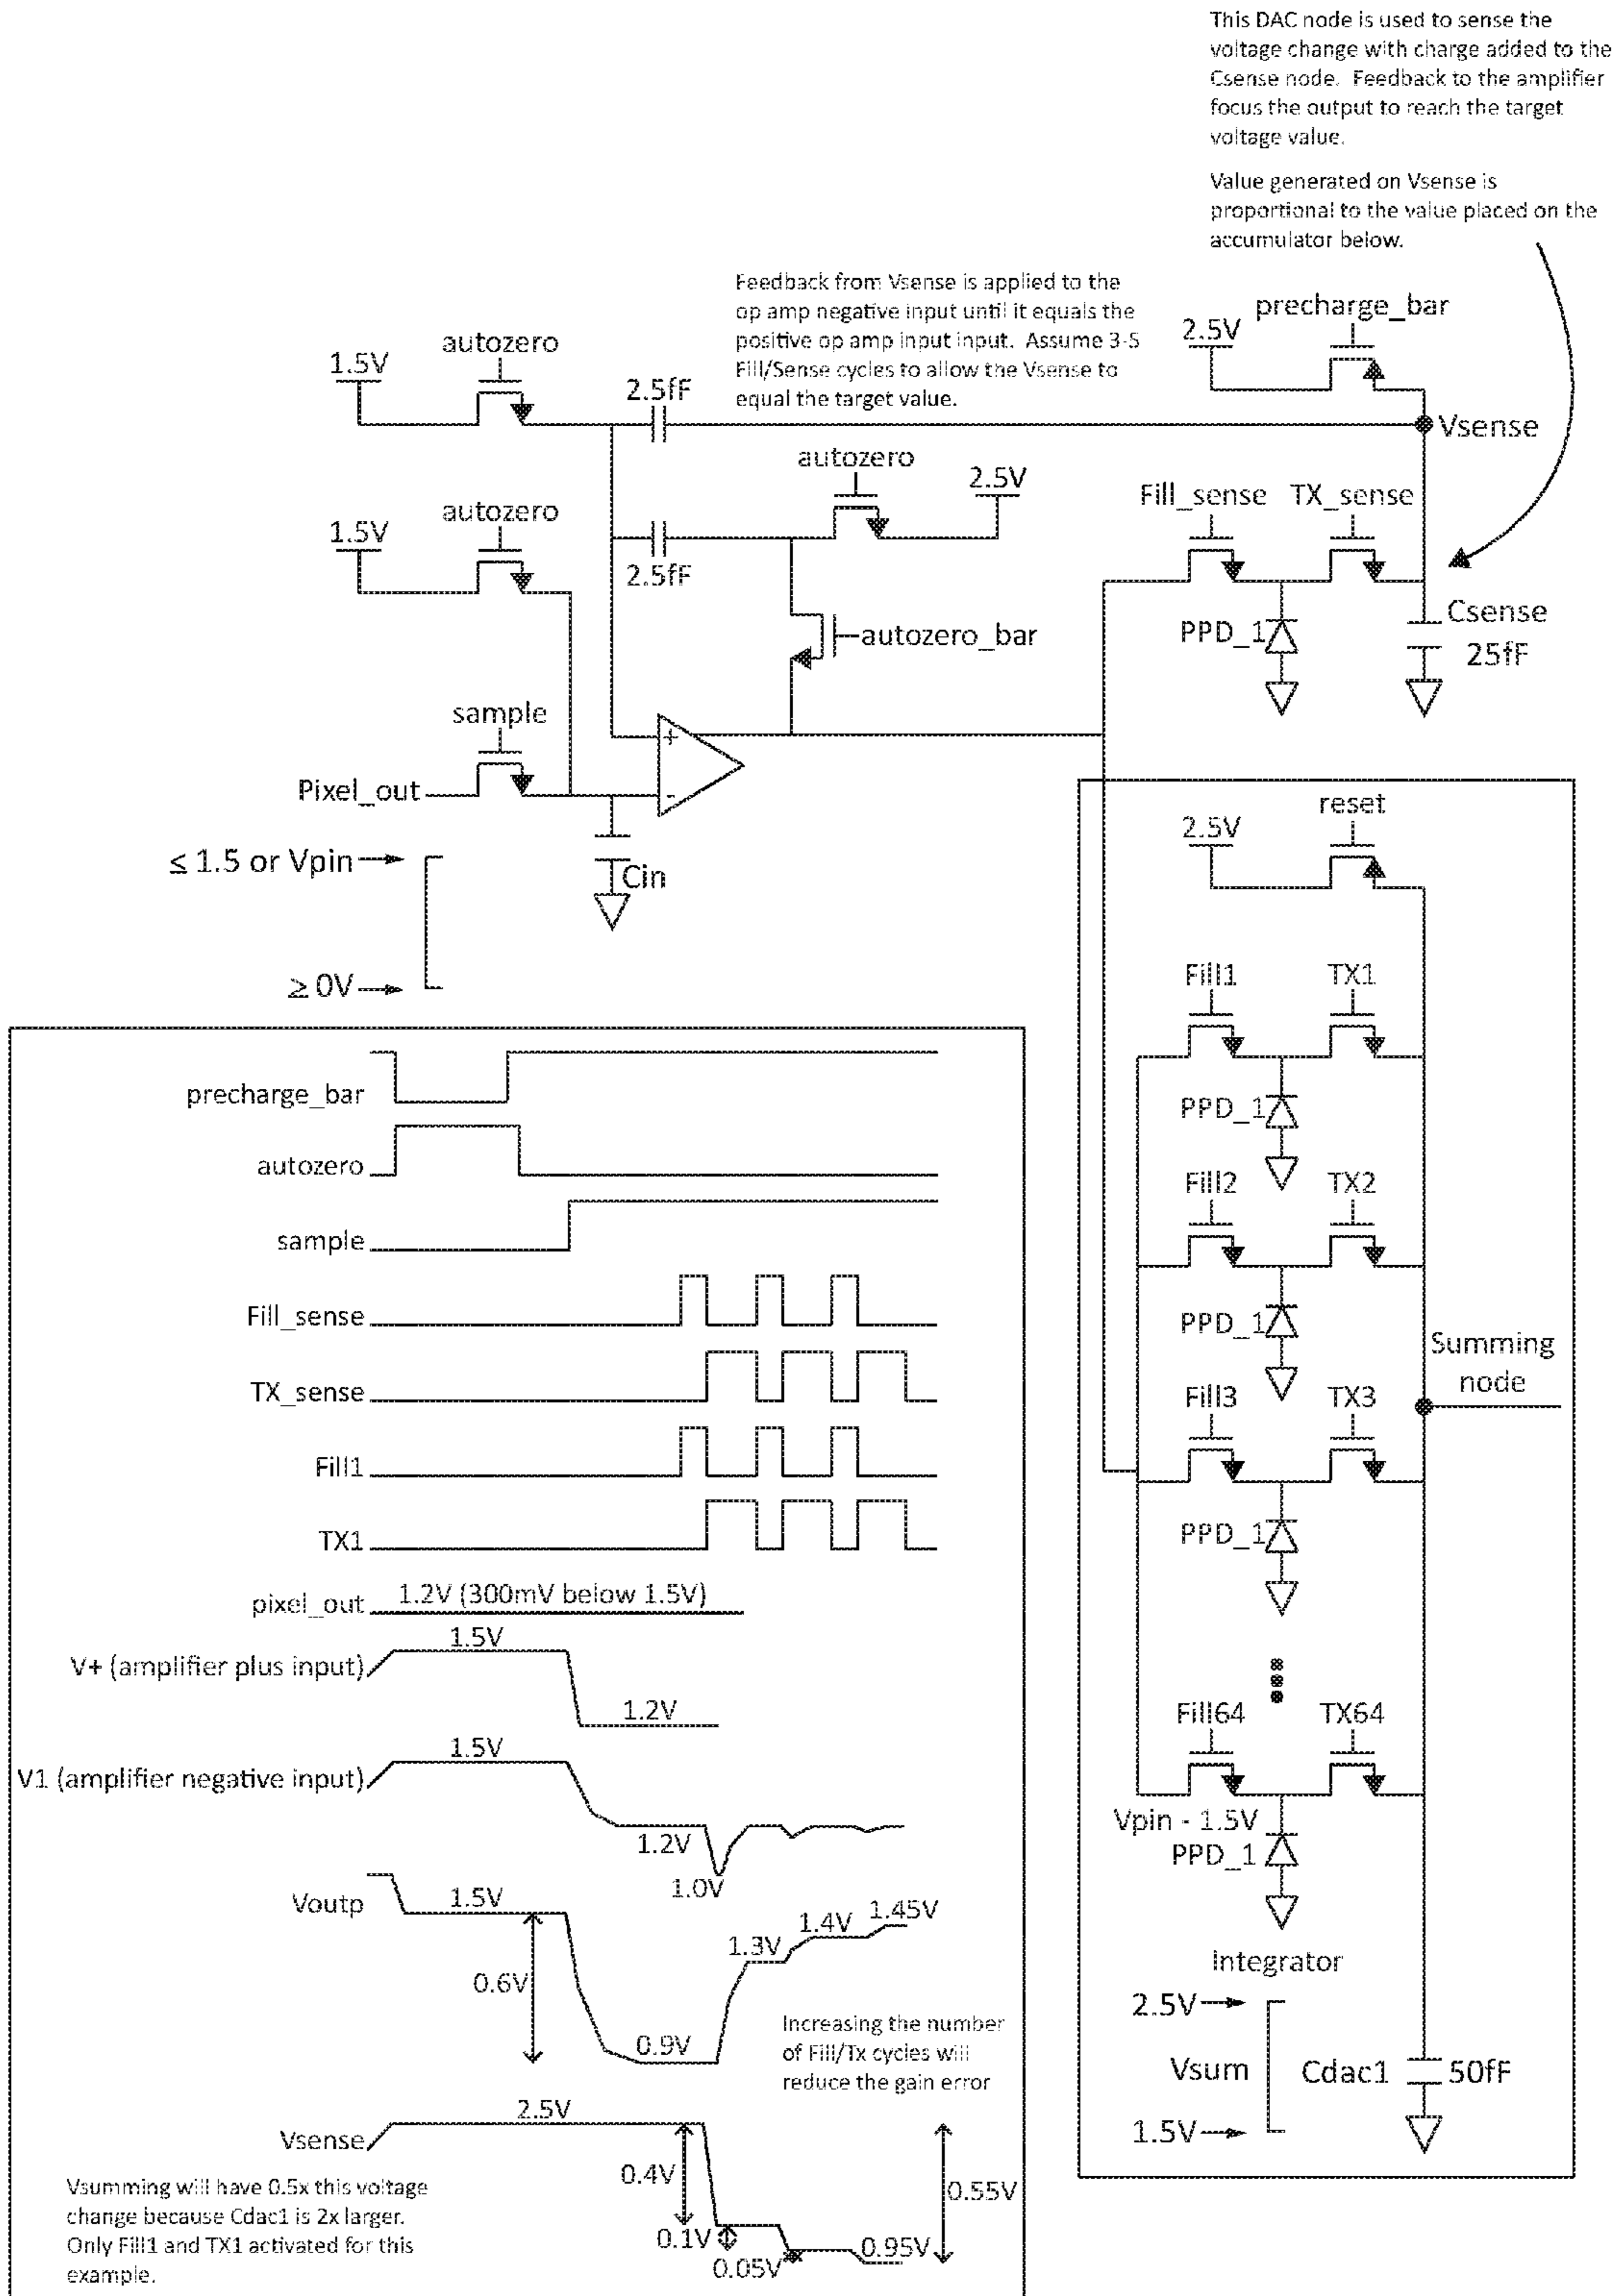 This DAC node is used to sense the
voltage change with charge added to the
Csense node. Feedback to the amplifier
focus the output to reach the target
voltage value.
Value generated on Vsense is
proportional to the value placed on the
accumulator below.
Feedback from Vsense is applied to the
op amp negative input until it equals the
positive op amp input input. Assume 3-5
Fill/Sense cycles to allow the Vsense to
equal the target value.
precharge_bar
2.5V
Vsense
1.5V
autozero
2.5fF
autozero
2.5V
Fill_sense
TX_sense
1.5V
autozero
2.5fF
autozero_bar
PPD_1
Csense
25fF
sample
Pixel_out
+
-
Cin
≤ 1.5 or Vpin
≥ 0V
reset
2.5V
Fill1
TX1
PPD_1
Fill2
TX2
PPD_1
Summing
node
Fill3
TX3
PPD_1
Fill64
TX64
Vpin - 1.5V
PPD_1
Integrator
2.5V
Vsum
1.5V
Cdac1
50fF
precharge_bar
autozero
sample
Fill_sense
TX_sense
Fill1
TX1
pixel_out
1.2V (300mV below 1.5V)
V+ (amplifier plus input)
1.5V
1.2V
V1 (amplifier negative input)
1.5V
1.2V
1.0V
Voutp
1.5V
0.6V
0.9V
1.3V
1.4V
1.45V
Increasing the number
of Fill/Tx cycles will
reduce the gain error
Vsense
2.5V
0.4V
0.1V
0.05V
0.95V
0.55V
Vsumming will have 0.5x this voltage
change because Cdac1 is 2x larger.
Only Fill1 and TX1 activated for this
example.